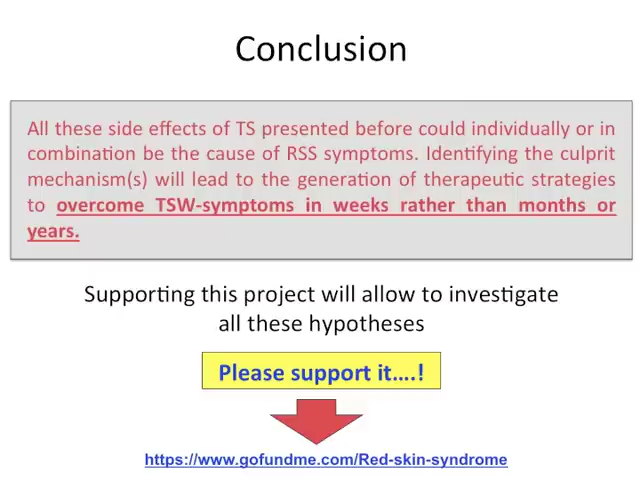 Conclusion
All these side effects of TS presented before could individually or in
combination be the cause of RSS symptoms. Identifying the culprit
mechanism(s) will lead to the generation of therapeutic strategies
to overcome TSW-symptoms in weeks rather than months or
years.
Supporting this project will allow to investigate
all these hypotheses
Please support it….!
https://www.gofundme.com/Red-skin-syndrome